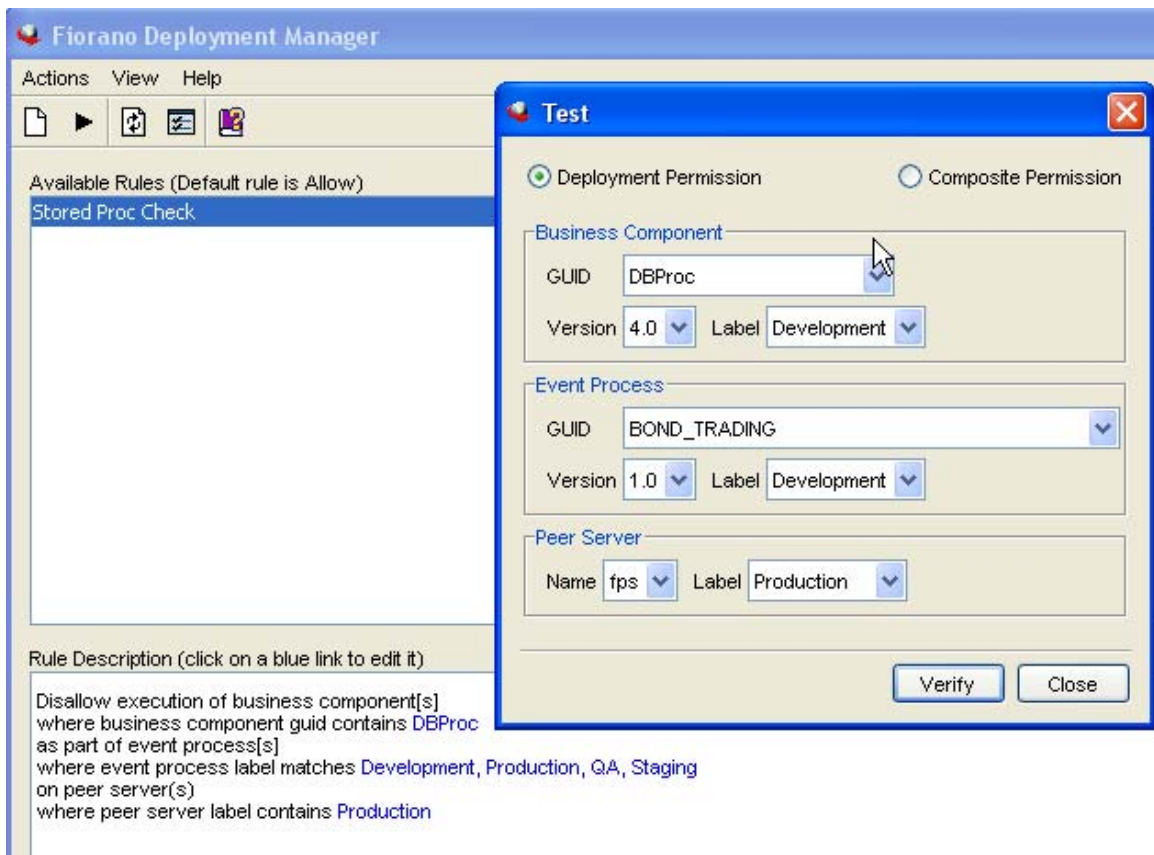 Fiorano Deployment Manager
Actions View Help
Available Rules (Default rule is Allow)
Stored Proc Check
Test
Deployment Permission Composite Permission
Business Component
GUID DBProc
Version 4.0 Label Development
Event Process
GUID BOND_TRADING
Version 1.0 Label Development
Peer Server
Name fps Label Production
Verify Close
Rule Description (click on a blue link to edit it)
Disallow execution of business component[s]
where business component guid contains DBProc
as part of event process[s]
where event process label matches Development, Production, QA, Staging
on peer server(s)
where peer server label contains Production